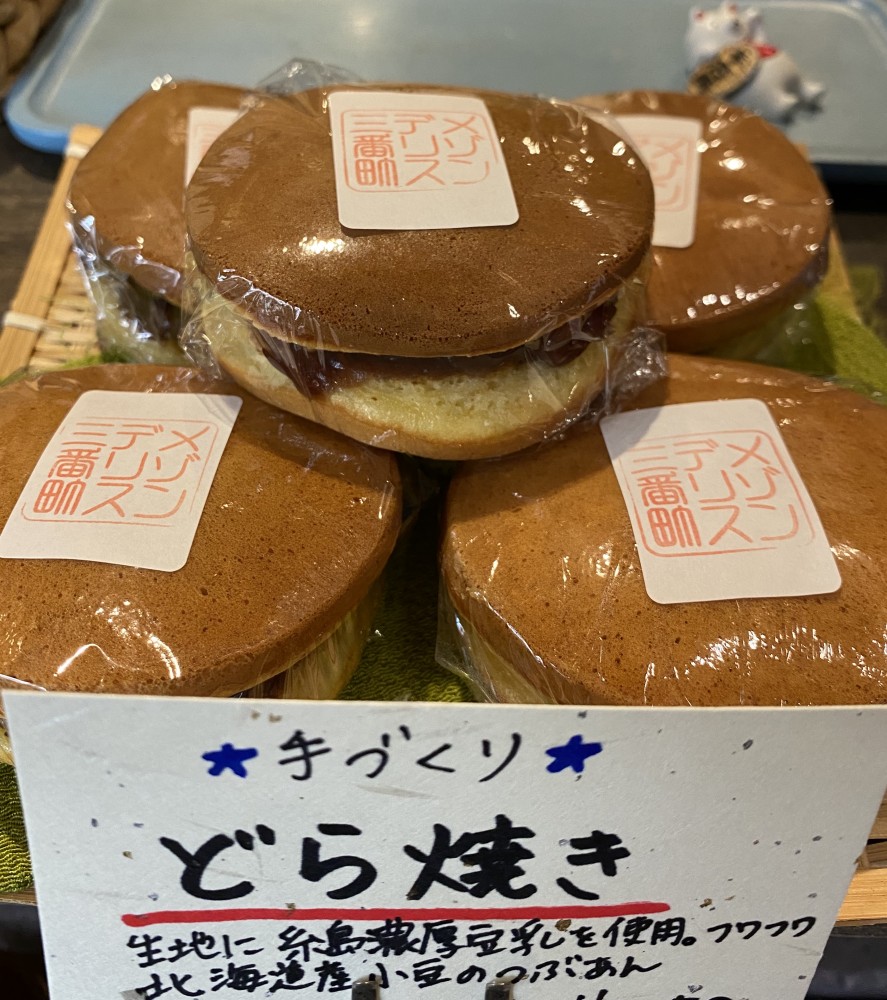 メゾン
デリス
三番町
メゾン
デリス
三番町
メゾン
デリス
三番町
★手づくり★
どら焼き
生地に糸島濃厚豆乳を使用。フワフワ
北海道産小豆のつぶあん